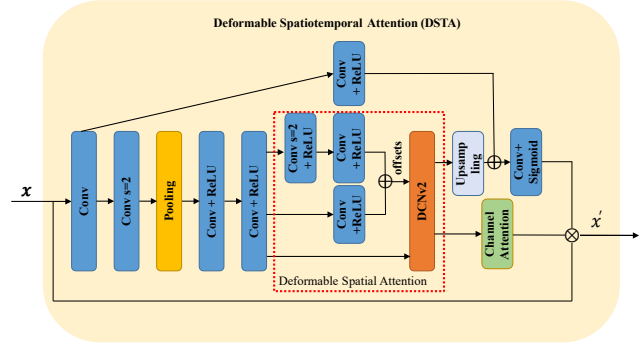 Deformable Spatiotemporal Attention (DSTA)
Conv
+ ReLU
x
Conv
Conv s=2
Pooling
Conv + ReLU
Conv + ReLU
Conv s=2
+ ReLU
Conv
+ReLU
Conv
+ReLU
offsets
DCNv2
Upsamp
ling
Conv+
Sigmoid
Channel
Attention
x'
Deformable Spatial Attention